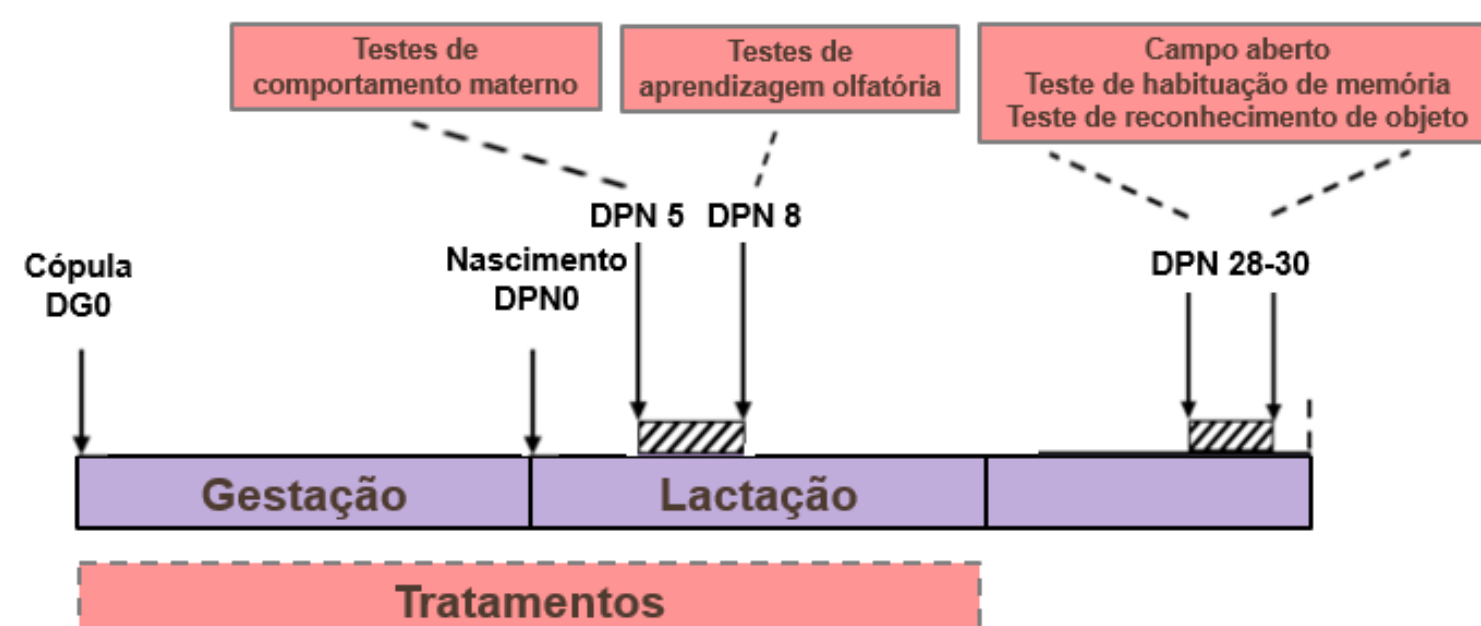 Testes de
comportamento materno
Testes de
aprendizagem olfatória
Campo aberto
Teste de habituação de memória
Teste de reconhecimento de objeto
DPN 5
DPN 8
Cópula
DG0
Nascimento
DPN0
DPN 28-30
Gestação
Lactação
Tratamentos